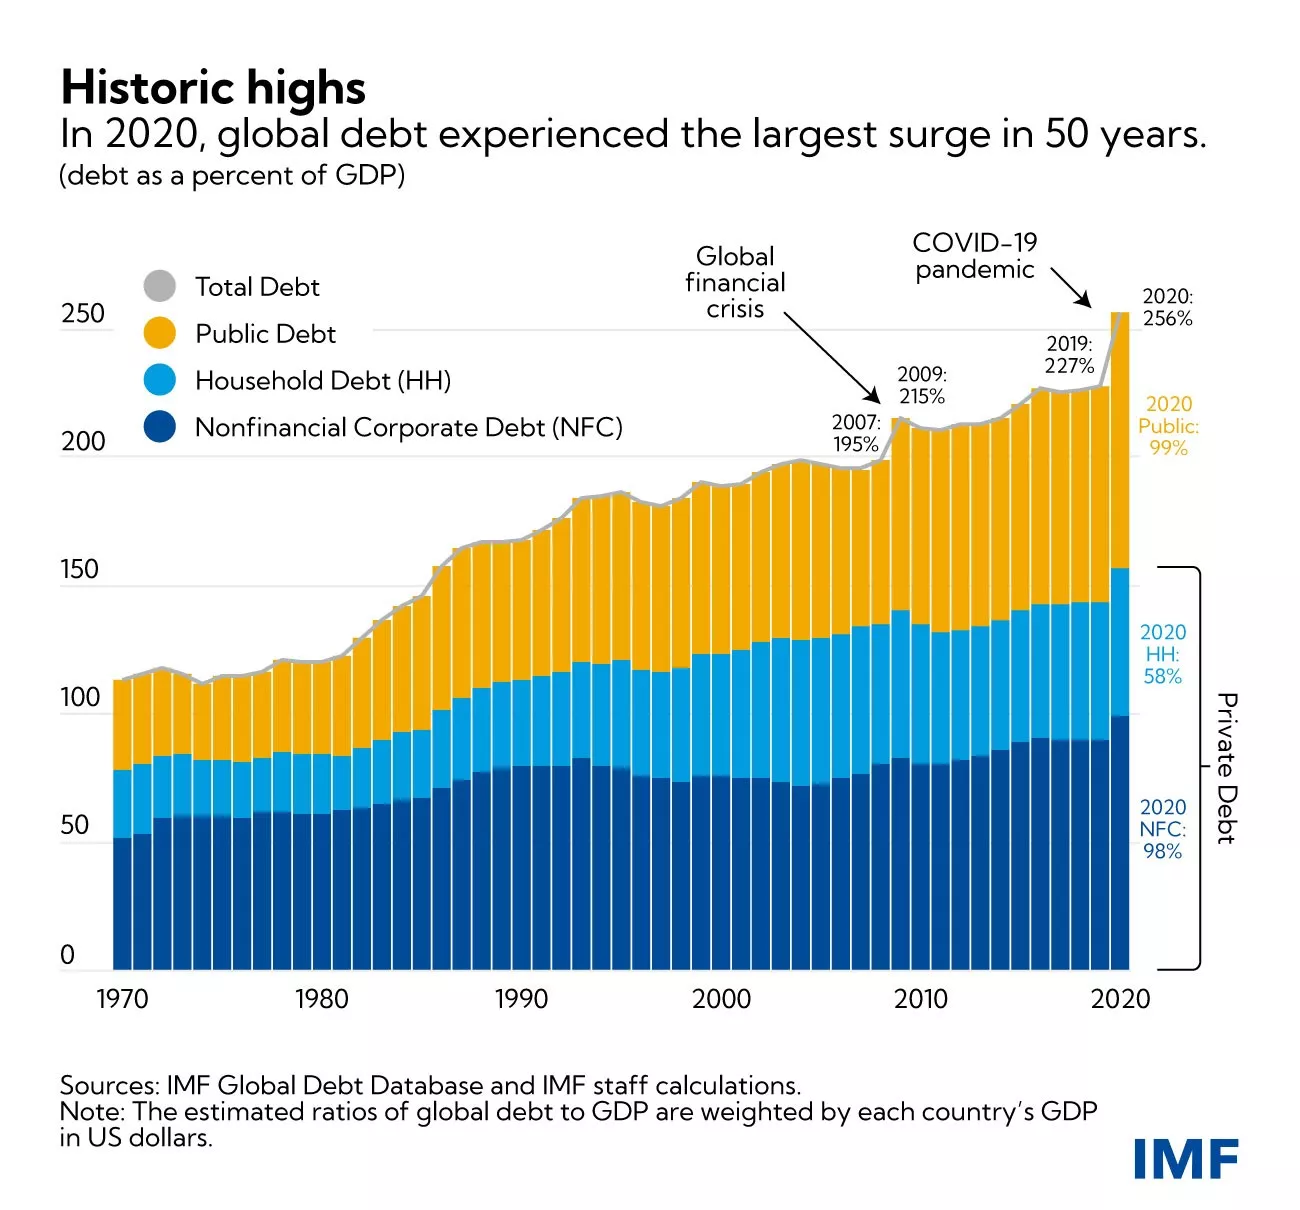 Historic highs
In 2020, global debt experienced the largest surge in 50 years.
(debt as a percent of GDP)
Total Debt
Public Debt
Household Debt (HH)
Nonfinancial Corporate Debt (NFC)
Global
financial
crisis
COVID-19
pandemic
2007:
195%
2009:
215%
2019:
227%
2020:
256%
2020
Public:
99%
2020
HH:
58%
2020
NFC:
98%
Private Debt
250
200
150
100
50
0
1970
1980
1990
2000
2010
2020
Sources: IMF Global Debt Database and IMF staff calculations.
Note: The estimated ratios of global debt to GDP are weighted by each country's GDP
in US dollars.
IMF